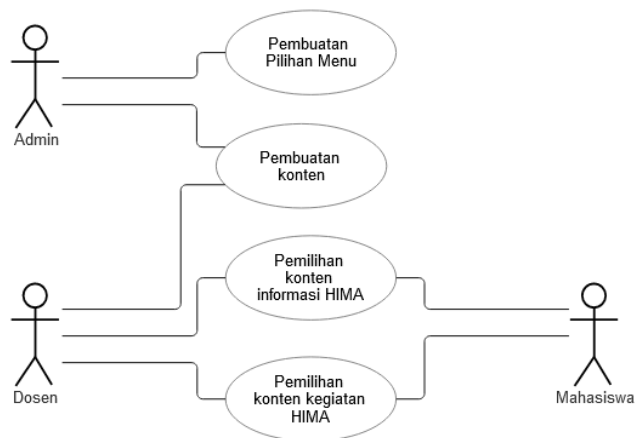 Pembuatan
Pilihan Menu
Admin
Pembuatan
konten
Pemilihan
konten
informasi HIMA
Dosen
Pemilihan
konten kegiatan
HIMA
Mahasiswa